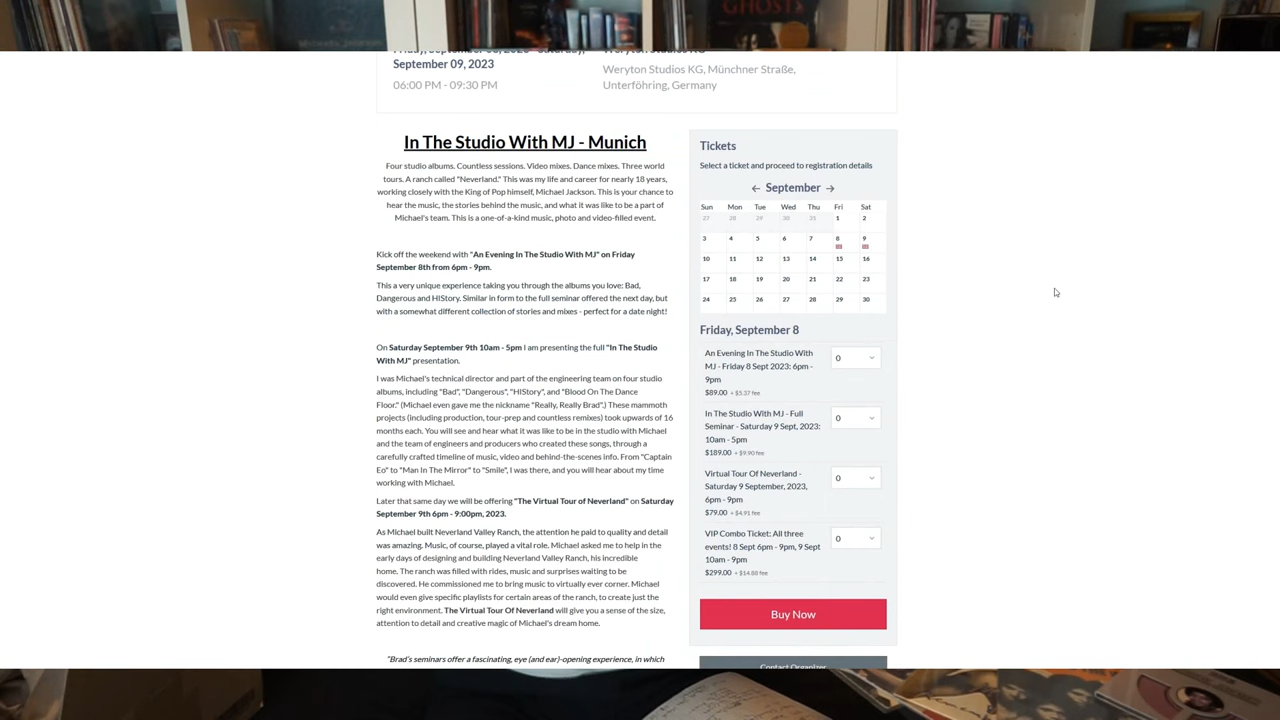 GHOSTS
September 09, 2023
06:00 PM - 09:30 PM
Weryton Studios KG, Münchner Straße,
Unterföhring, Germany
In The Studio With MJ - Munich
Four studio albums. Countless sessions. Video mixes. Dance mixes. Three world
tours. A ranch called "Neverland." This was my life and career for nearly 18 years,
working closely with the King of Pop himself, Michael Jackson. This is your chance to
hear the music, the stories behind the music, and what it was like to be a part of
Michael's team. This is a one-of-a-kind music, photo and video-filled event.
Kick off the weekend with "An Evening In The Studio With MJ" on Friday
September 8th from 6pm - 9pm.
This a very unique experience taking you through the albums you love: Bad,
Dangerous and HIStory. Similar in form to the full seminar offered the next day, but
with a somewhat different collection of stories and mixes - perfect for a date night!
On Saturday September 9th 10am - 5pm I am presenting the full "In The Studio
With MJ" presentation.
I was Michael's technical director and part of the engineering team on four studio
albums, including "Bad", "Dangerous", "HIStory", and "Blood On The Dance
Floor." (Michael even gave me the nickname "Really, Really Brad".) These mammoth
projects (including production, tour-prep and countless remixes) took upwards of 16
months each. You will see and hear what it was like to be in the studio with Michael
and the team of engineers and producers who created these songs, through a
carefully crafted timeline of music, video and behind-the-scenes info. From "Captain
Eo" to "Man In The Mirror" to "Smile", I was there, and you will hear about my time
working with Michael.
Later that same day we will be offering "The Virtual Tour of Neverland" on Saturday
September 9th 6pm - 9:00pm, 2023.
As Michael built Neverland Valley Ranch, the attention he paid to quality and detail
was amazing. Music, of course, played a vital role. Michael asked me to help in the
early days of designing and building Neverland Valley Ranch, his incredible
home. The ranch was filled with rides, music and surprises waiting to be
discovered. He commissioned me to bring music to virtually ever corner. Michael
would even give specific playlists for certain areas of the ranch, to create just the
right environment. The Virtual Tour Of Neverland will give you a sense of the size,
attention to detail and creative magic of Michael's dream home.
"Brad's seminars offer a fascinating, eye (and ear)-opening experience, in which
Tickets
Select a ticket and proceed to registration details
← September →
Sun Mon Tue Wed Thu Fri Sat
27 28 29 30 31 1 2
3 4 5 6 7 8 9
10 11 12 13 14 15 16
17 18 19 20 21 22 23
24 25 26 27 28 29 30
Friday, September 8
An Evening In The Studio With
MJ - Friday 8 Sept 2023: 6pm -
9pm
$89.00 + $5.37 fee
0
In The Studio With MJ - Full
Seminar - Saturday 9 Sept, 2023:
10am - 5pm
$189.00 + $9.90 fee
0
Virtual Tour Of Neverland -
Saturday 9 September, 2023,
6pm - 9pm
$79.00 + $4.91 fee
0
VIP Combo Ticket: All three
events! 8 Sept 6pm - 9pm, 9 Sept
10am - 9pm
$299.00 + $14.88 fee
0
Buy Now
Contact Organizer